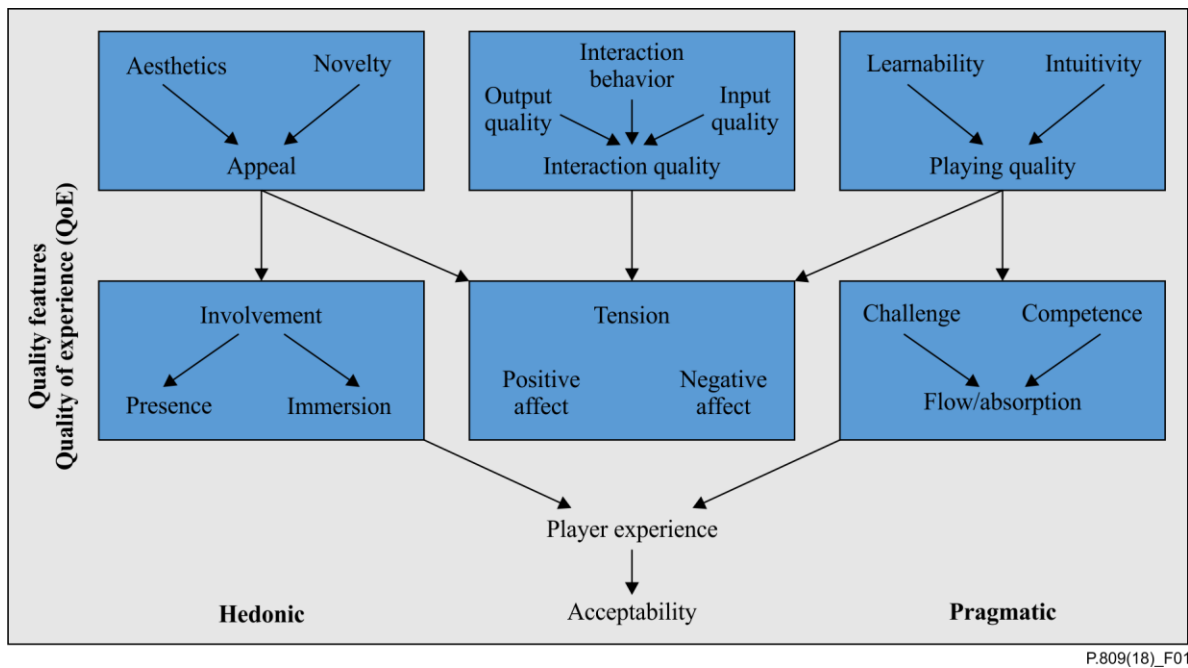 Quality features
Quality of experience (QoE)
Aesthetics
Novelty
Appeal
Interaction
behavior
Output
quality
Input
quality
Interaction quality
Learnability
Intuitivity
Playing quality
Involvement
Presence
Immersion
Tension
Positive
affect
Negative
affect
Challenge
Competence
Flow/absorption
Player experience
Hedonic
Acceptability
Pragmatic
P.809(18)_F01